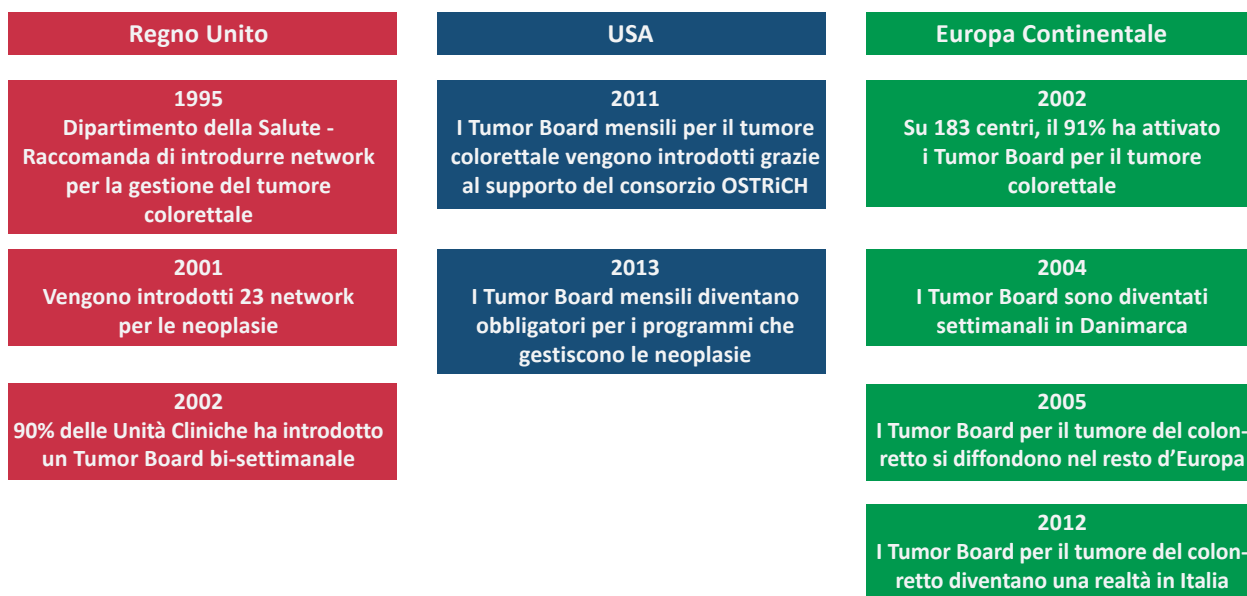 Regno Unito
1995
Dipartimento della Salute -
Raccomanda di introdurre network
per la gestione del tumore
colorettale
2001
Vengono introdotti 23 network
per le neoplasie
2002
90% delle Unità Cliniche ha introdotto
un Tumor Board bi-settimanale
USA
2011
I Tumor Board mensili per il tumore
colorettale vengono introdotti grazie
al supporto del consorzio OSTRiCH
2013
I Tumor Board mensili diventano
obbligatori per i programmi che
gestiscono le neoplasie
Europa Continentale
2002
Su 183 centri, il 91% ha attivato
i Tumor Board per il tumore
colorettale
2004
I Tumor Board sono diventati
settimanali in Danimarca
2005
I Tumor Board per il tumore del colon-
retto si diffondono nel resto d’Europa
2012
I Tumor Board per il tumore del colon-
retto diventano una realtà in Italia